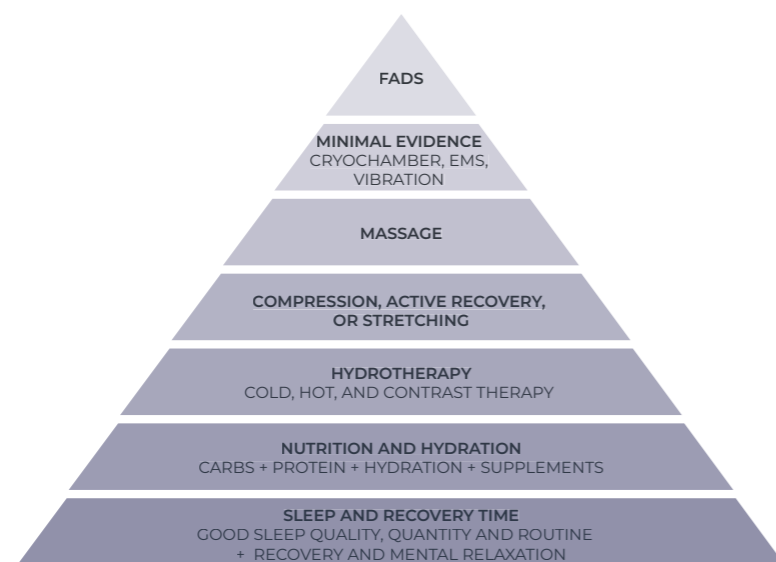 FADS
MINIMAL EVIDENCE
CRYOCHAMBER, EMS,
VIBRATION
MASSAGE
COMPRESSION, ACTIVE RECOVERY,
OR STRETCHING
HYDROTHERAPY
COLD, HOT, AND CONTRAST THERAPY
NUTRITION AND HYDRATION
CARBS + PROTEIN + HYDRATION + SUPPLEMENTS
SLEEP AND RECOVERY TIME
GOOD SLEEP QUALITY, QUANTITY AND ROUTINE
+ RECOVERY AND MENTAL RELAXATION